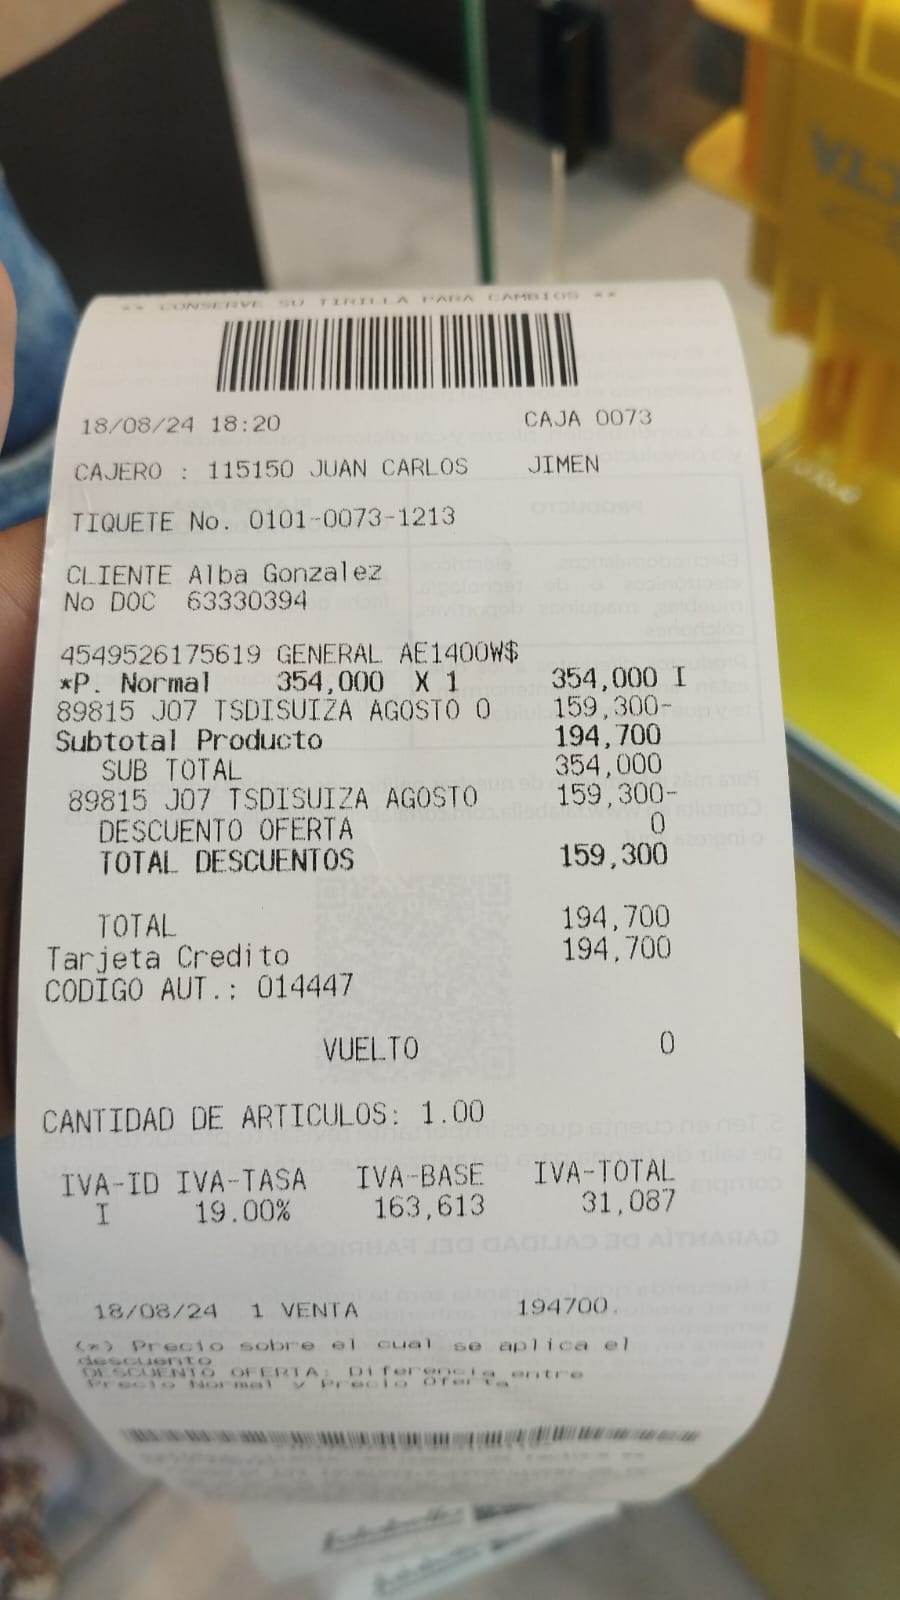 ** CONSERVE SU TIRILLA PARA CAMBIOS **
18/08/24 18:20 CAJA 0073
CAJERO : 115150 JUAN CARLOS JIMEN
TIQUETE No. 0101-0073-1213
CLIENTE Alba Gonzalez
No DOC 63330394
4549526175619 GENERAL AE1400W$
*P. Normal 354,000 X 1 354,000 I
89815 J07 TSDISUIZA AGOSTO 0 159,300-
Subtotal Producto 194,700
SUB TOTAL 354,000
89815 J07 TSDISUIZA AGOSTO 159,300-
DESCUENTO OFERTA 0
TOTAL DESCUENTOS 159,300
TOTAL 194,700
Tarjeta Credito 194,700
CODIGO AUT.: 014447
VUELTO 0
CANTIDAD DE ARTICULOS: 1.00
IVA-ID IVA-TASA IVA-BASE IVA-TOTAL
I 19.00% 163,613 31,087
18/08/24 1 VENTA 194700.
(*) Precio sobre el cual se aplica el
descuento
DESCUENTO OFERTA: Diferencia entre
Precio Normal y Precio Oferta.